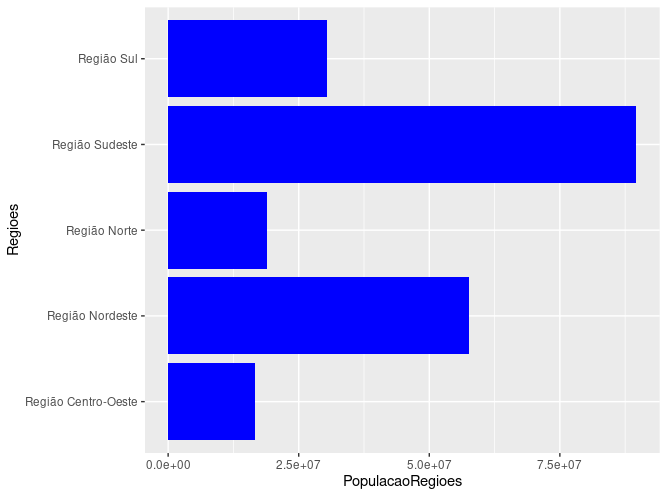 Região Sul
Região Sudeste
Região Norte
Região Nordeste
Região Centro-Oeste
Regioes
0.0e+00 2.5e+07 5.0e+07 7.5e+07
PopulacaoRegioes